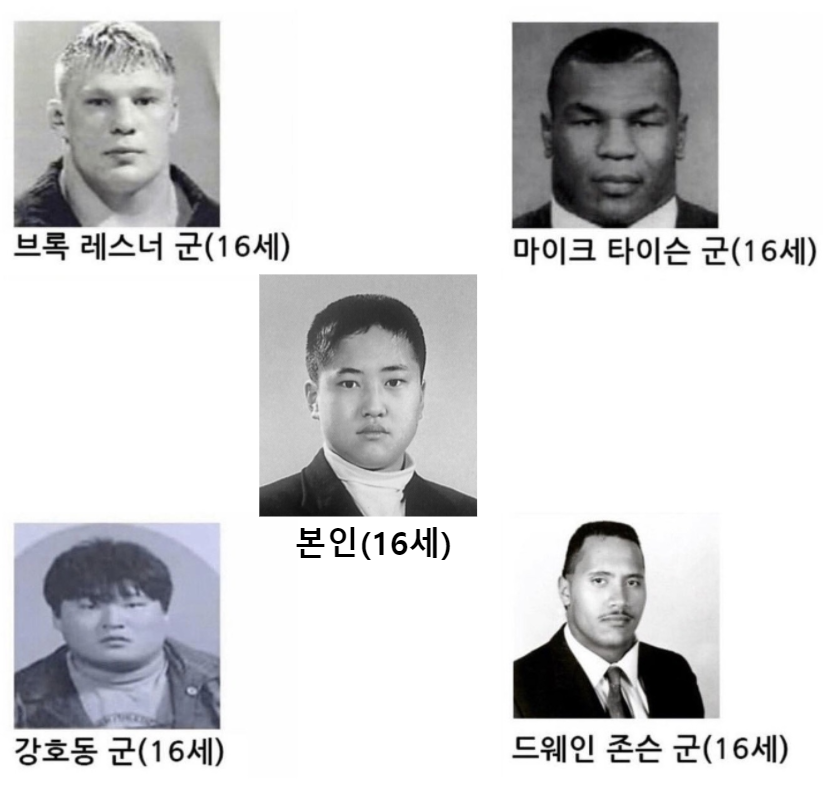 브록 레스너 군(16세)
마이크 타이슨 군(16세)
본인(16세)
강호동 군(16세)
드웨인 존슨 군(16세)